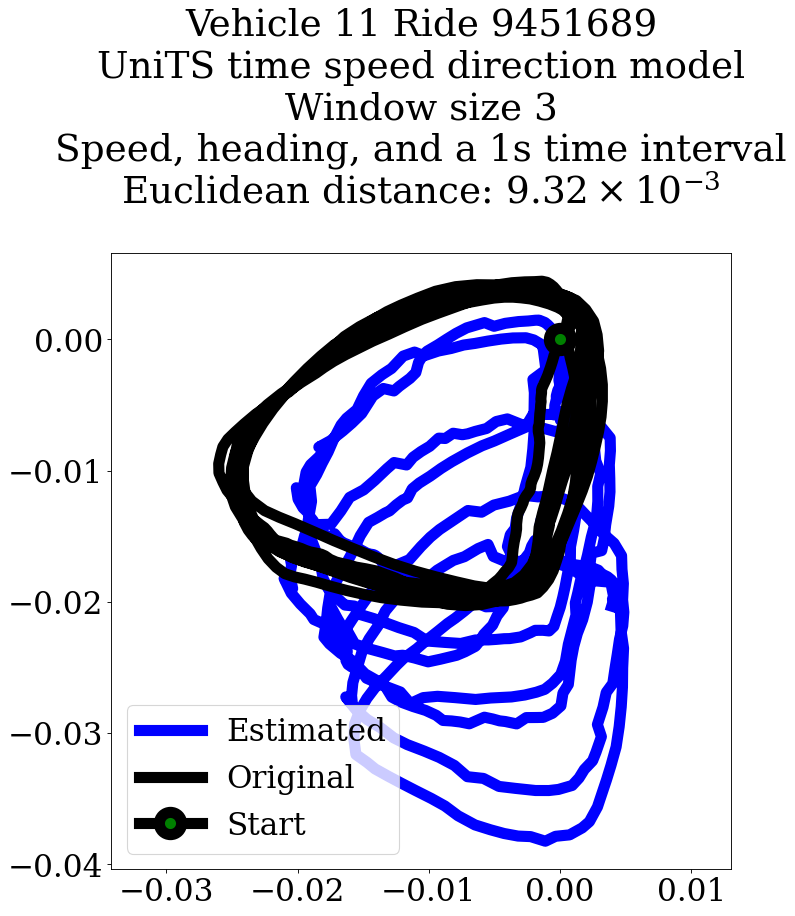 Vehicle 11 Ride 9451689
UniTS time speed direction model
Window size 3
Speed, heading, and a 1s time interval
Euclidean distance: 9.32 × 10⁻³
0.00
−0.01
−0.02
−0.03
−0.04
Estimated
Original
Start
−0.03 −0.02 −0.01 0.00 0.01